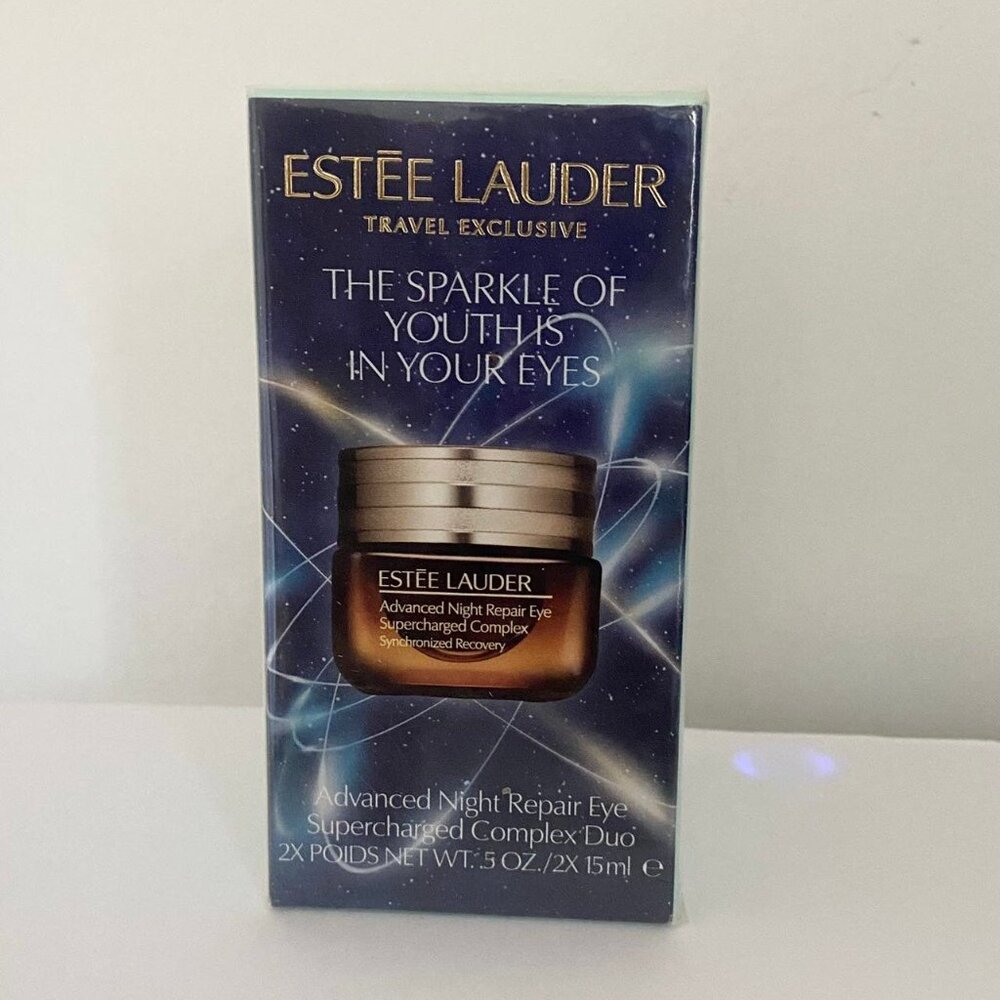 ESTĒE LAUDER
TRAVEL EXCLUSIVE
THE SPARKLE OF
YOUTH IS
IN YOUR EYES
ESTĒE LAUDER
Advanced Night Repair Eye
Supercharged Complex
Synchronized Recovery
Advanced Night Repair Eye
Supercharged Complex Duo
2X POIDS NET WT. .5 OZ./2X 15ml ℮